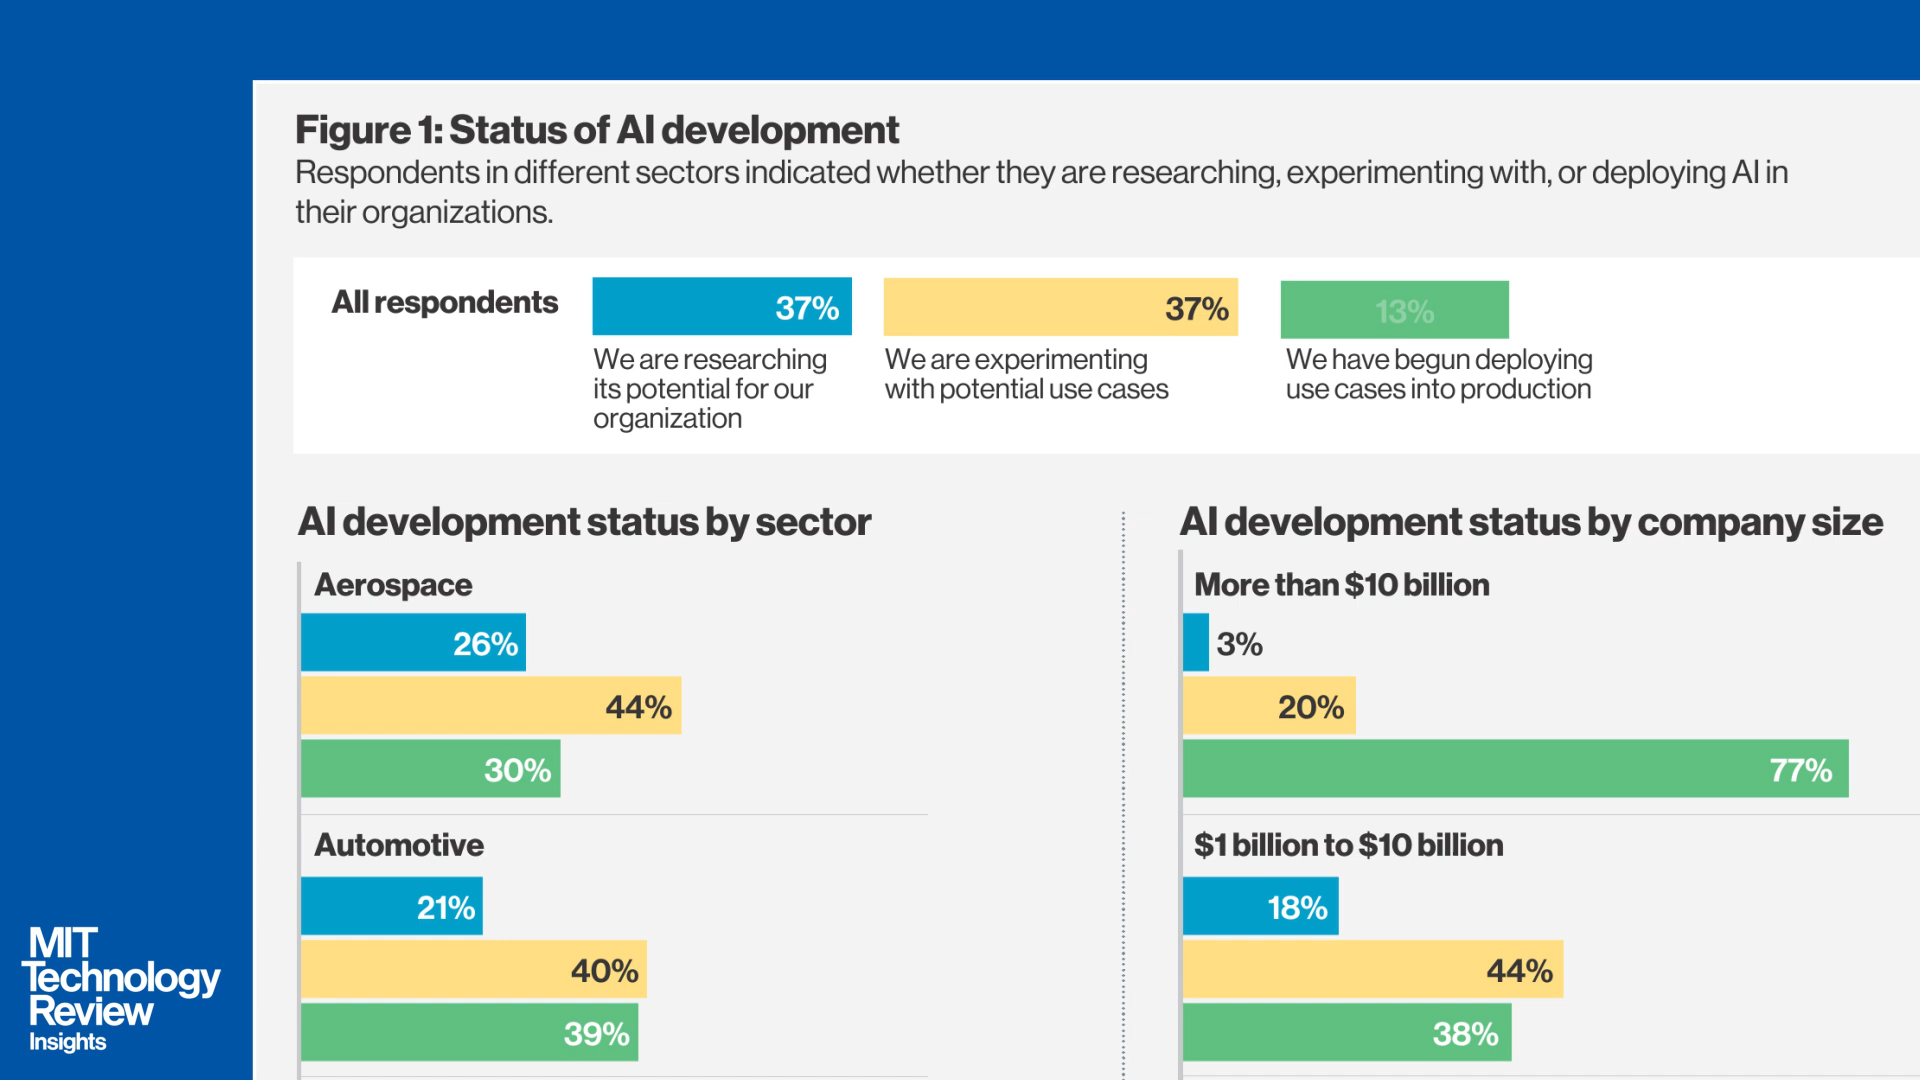 Figure 1: Status of AI development
Respondents in different sectors indicated whether they are researching, experimenting with, or deploying AI in
their organizations.
All respondents
37%
We are researching
its potential for our
organization
37%
We are experimenting
with potential use cases
13%
We have begun deploying
use cases into production
AI development status by sector
Aerospace
26%
44%
30%
Automotive
21%
40%
39%
AI development status by company size
More than $10 billion
3%
20%
77%
$1 billion to $10 billion
18%
44%
38%
MIT
Technology
Review
Insights